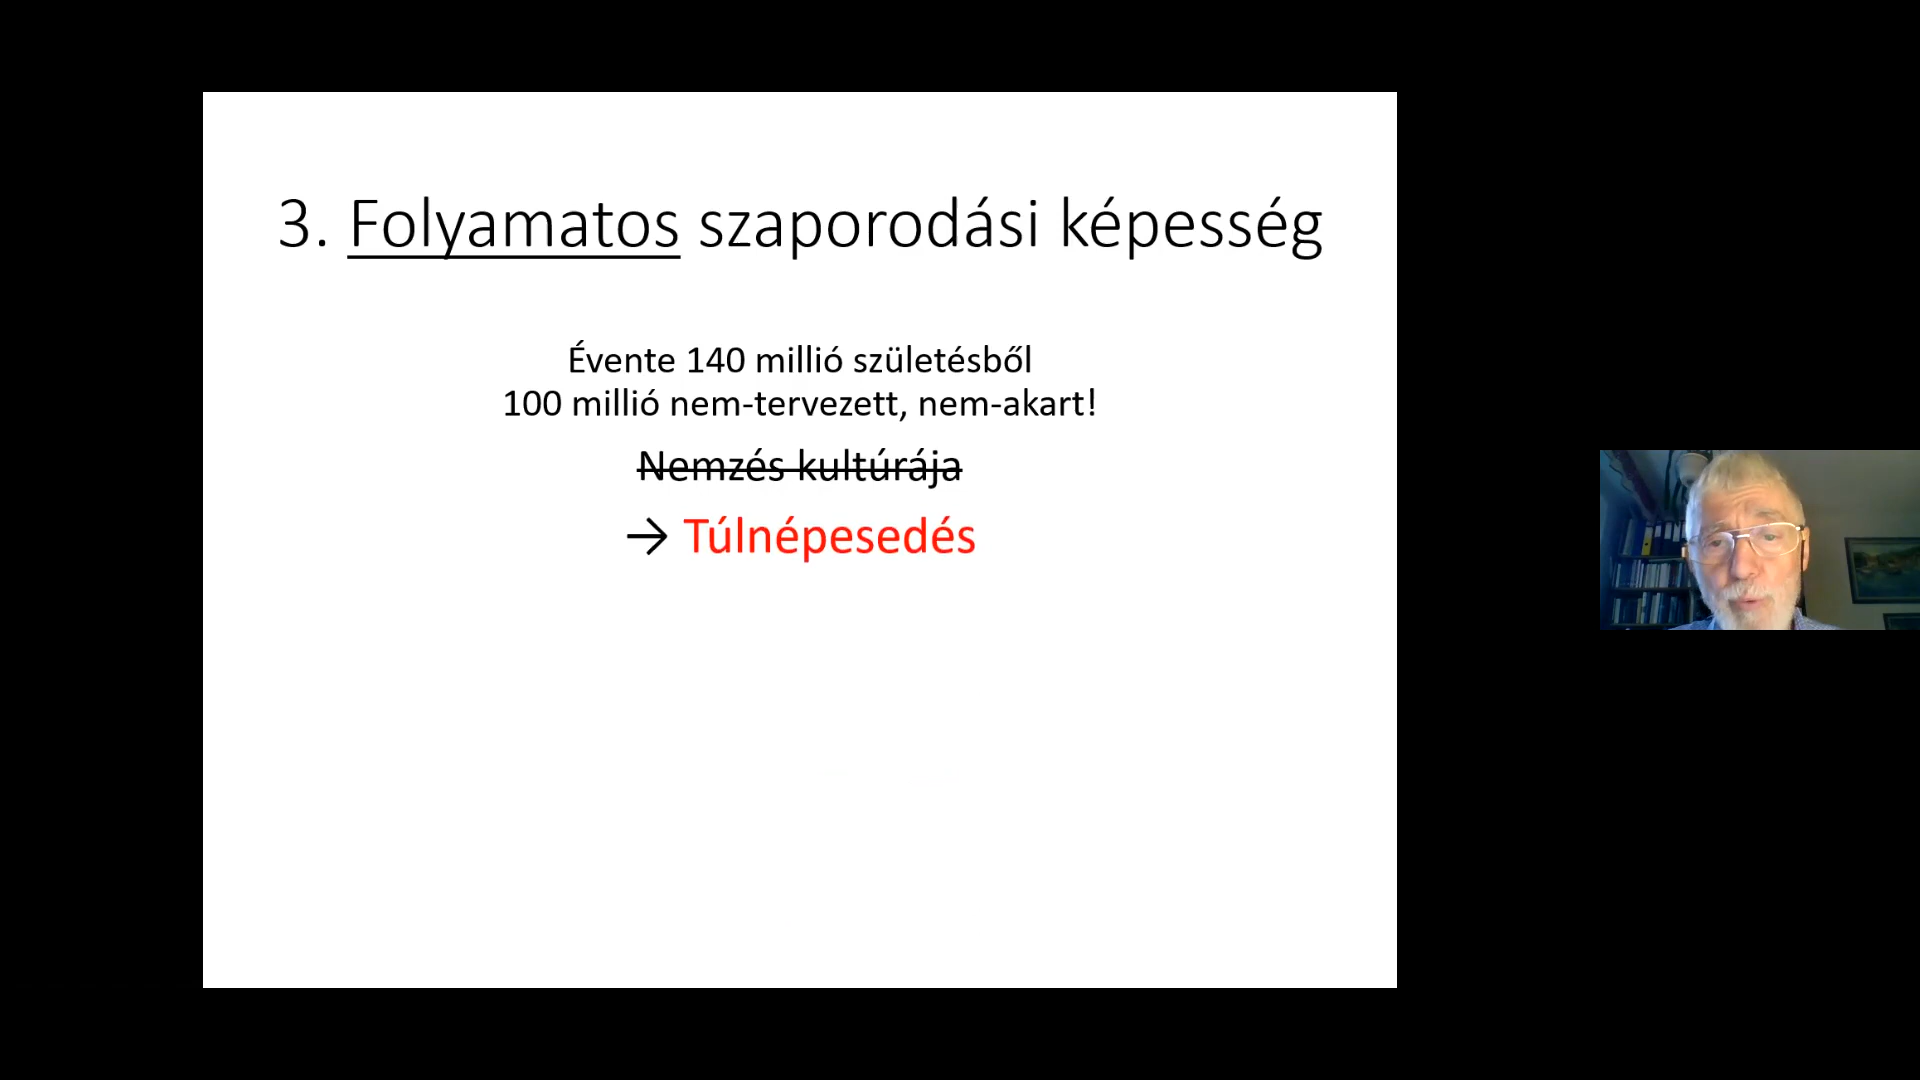 3. Folyamatos szaporodási képesség
Évente 140 millió születésből
100 millió nem-tervezett, nem-akart!
Nemzés kultúrája
→ Túlnépesedés